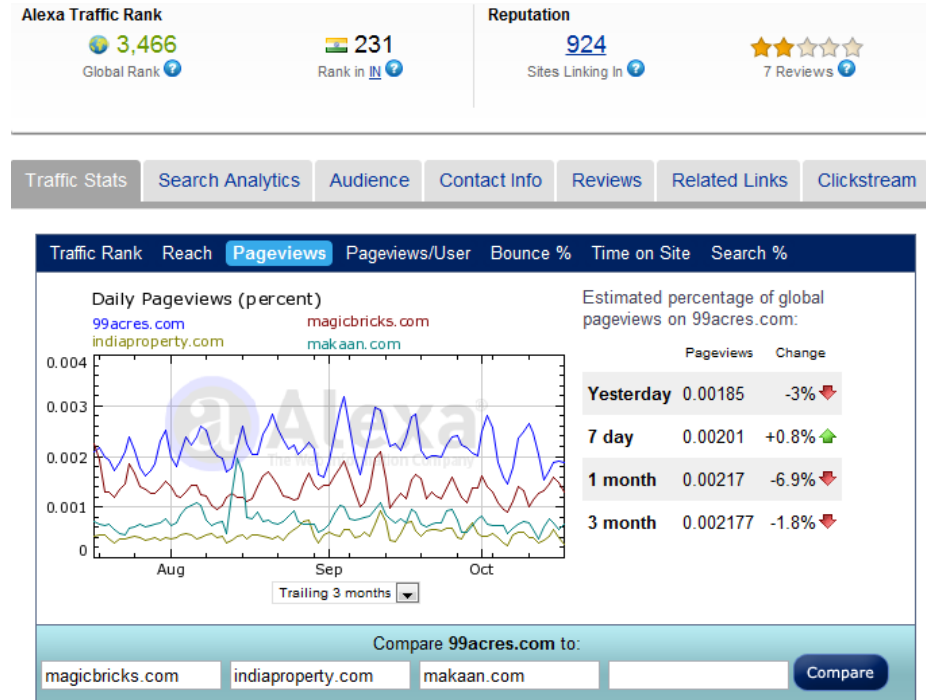 Alexa Traffic Rank
Reputation
3,466
231
924
Global Rank ?
Rank in IN ?
Sites Linking In ?
7 Reviews ?
Traffic Stats
Search Analytics
Audience
Contact Info
Reviews
Related Links
Clickstream
Traffic Rank Reach Pageviews Pageviews/User Bounce % Time on Site Search %
Daily Pageviews (percent)
99acres.com
magicbricks.com
indiaproperty.com
makaan.com
0.004
0.003
0.002
0.001
0
a Alexa
Aug Sep Oct
Trailing 3 months
Estimated percentage of global
pageviews on 99acres.com:
Pageviews Change
Yesterday 0.00185 -3%
7 day 0.00201 +0.8%
1 month 0.00217 -6.9%
3 month 0.002177 -1.8%
Compare 99acres.com to:
magicbricks.com
indiaproperty.com
makaan.com
Compare